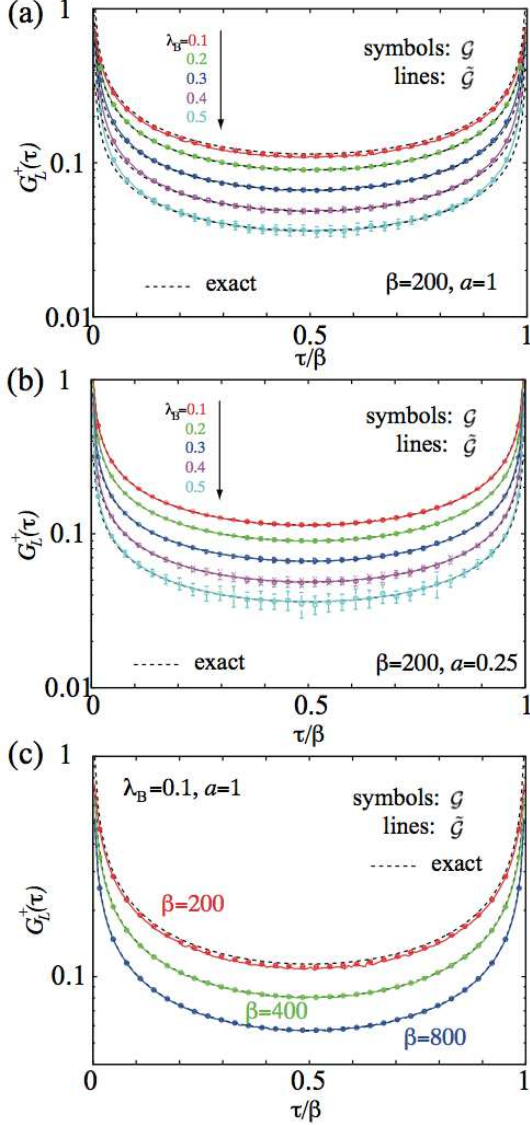 (a)
1
λB=0.1
0.2
0.3
0.4
0.5
symbols: 𝒢
lines: 𝒢̃
G_L^+(τ)
0.1
exact
β=200, a=1
0.01
0
0.5
1
τ/β
(b)
1
λB=0.1
0.2
0.3
0.4
0.5
symbols: 𝒢
lines: 𝒢̃
G_L^+(τ)
0.1
exact
β=200, a=0.25
0.01
0
0.5
1
τ/β
(c)
1
λB=0.1, a=1
symbols: 𝒢
lines: 𝒢̃
exact
G_L^+(τ)
β=200
0.1
β=400
β=800
0
0.5
1
τ/β